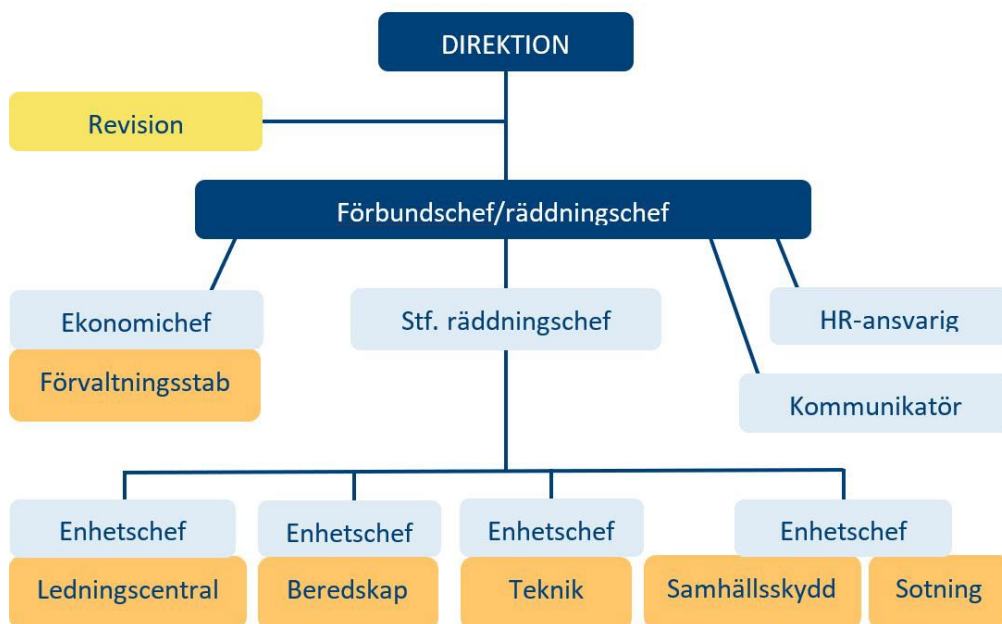 DIREKTION
Revision
Förbundschef/räddningschef
Ekonomichef
Förvaltningsstab
Stf. räddningschef
HR-ansvarig
Kommunikatör
Enhetschef
Ledningscentral
Enhetschef
Beredskap
Enhetschef
Teknik
Enhetschef
Samhällsskydd
Sotning